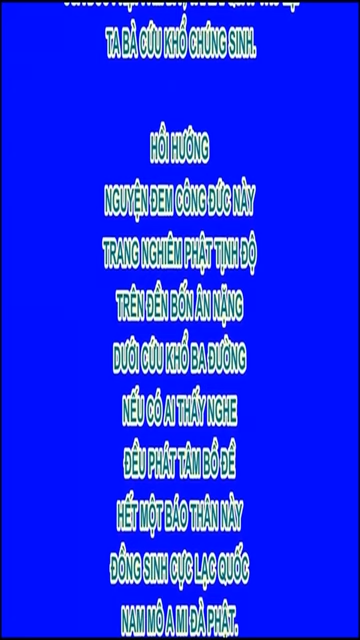 TA BÀ CỨU KHỔ CHÚNG SINH.
HỒI HƯỚNG
NGUYỆN ĐEM CÔNG ĐỨC NÀY
TRANG NGHIÊM PHẬT TỊNH ĐỘ
TRÊN ĐỀN BỐN ÂN NẶNG
DƯỚI CỨU KHỔ BA ĐƯỜNG
NẾU CÓ AI THẤY NGHE
ĐỀU PHÁT TÂM BỒ ĐỀ
HẾT MỘT BÁO THÂN NÀY
ĐỒNG SINH CỰC LẠC QUỐC
NAM MÔ A MI ĐÀ PHẬT.